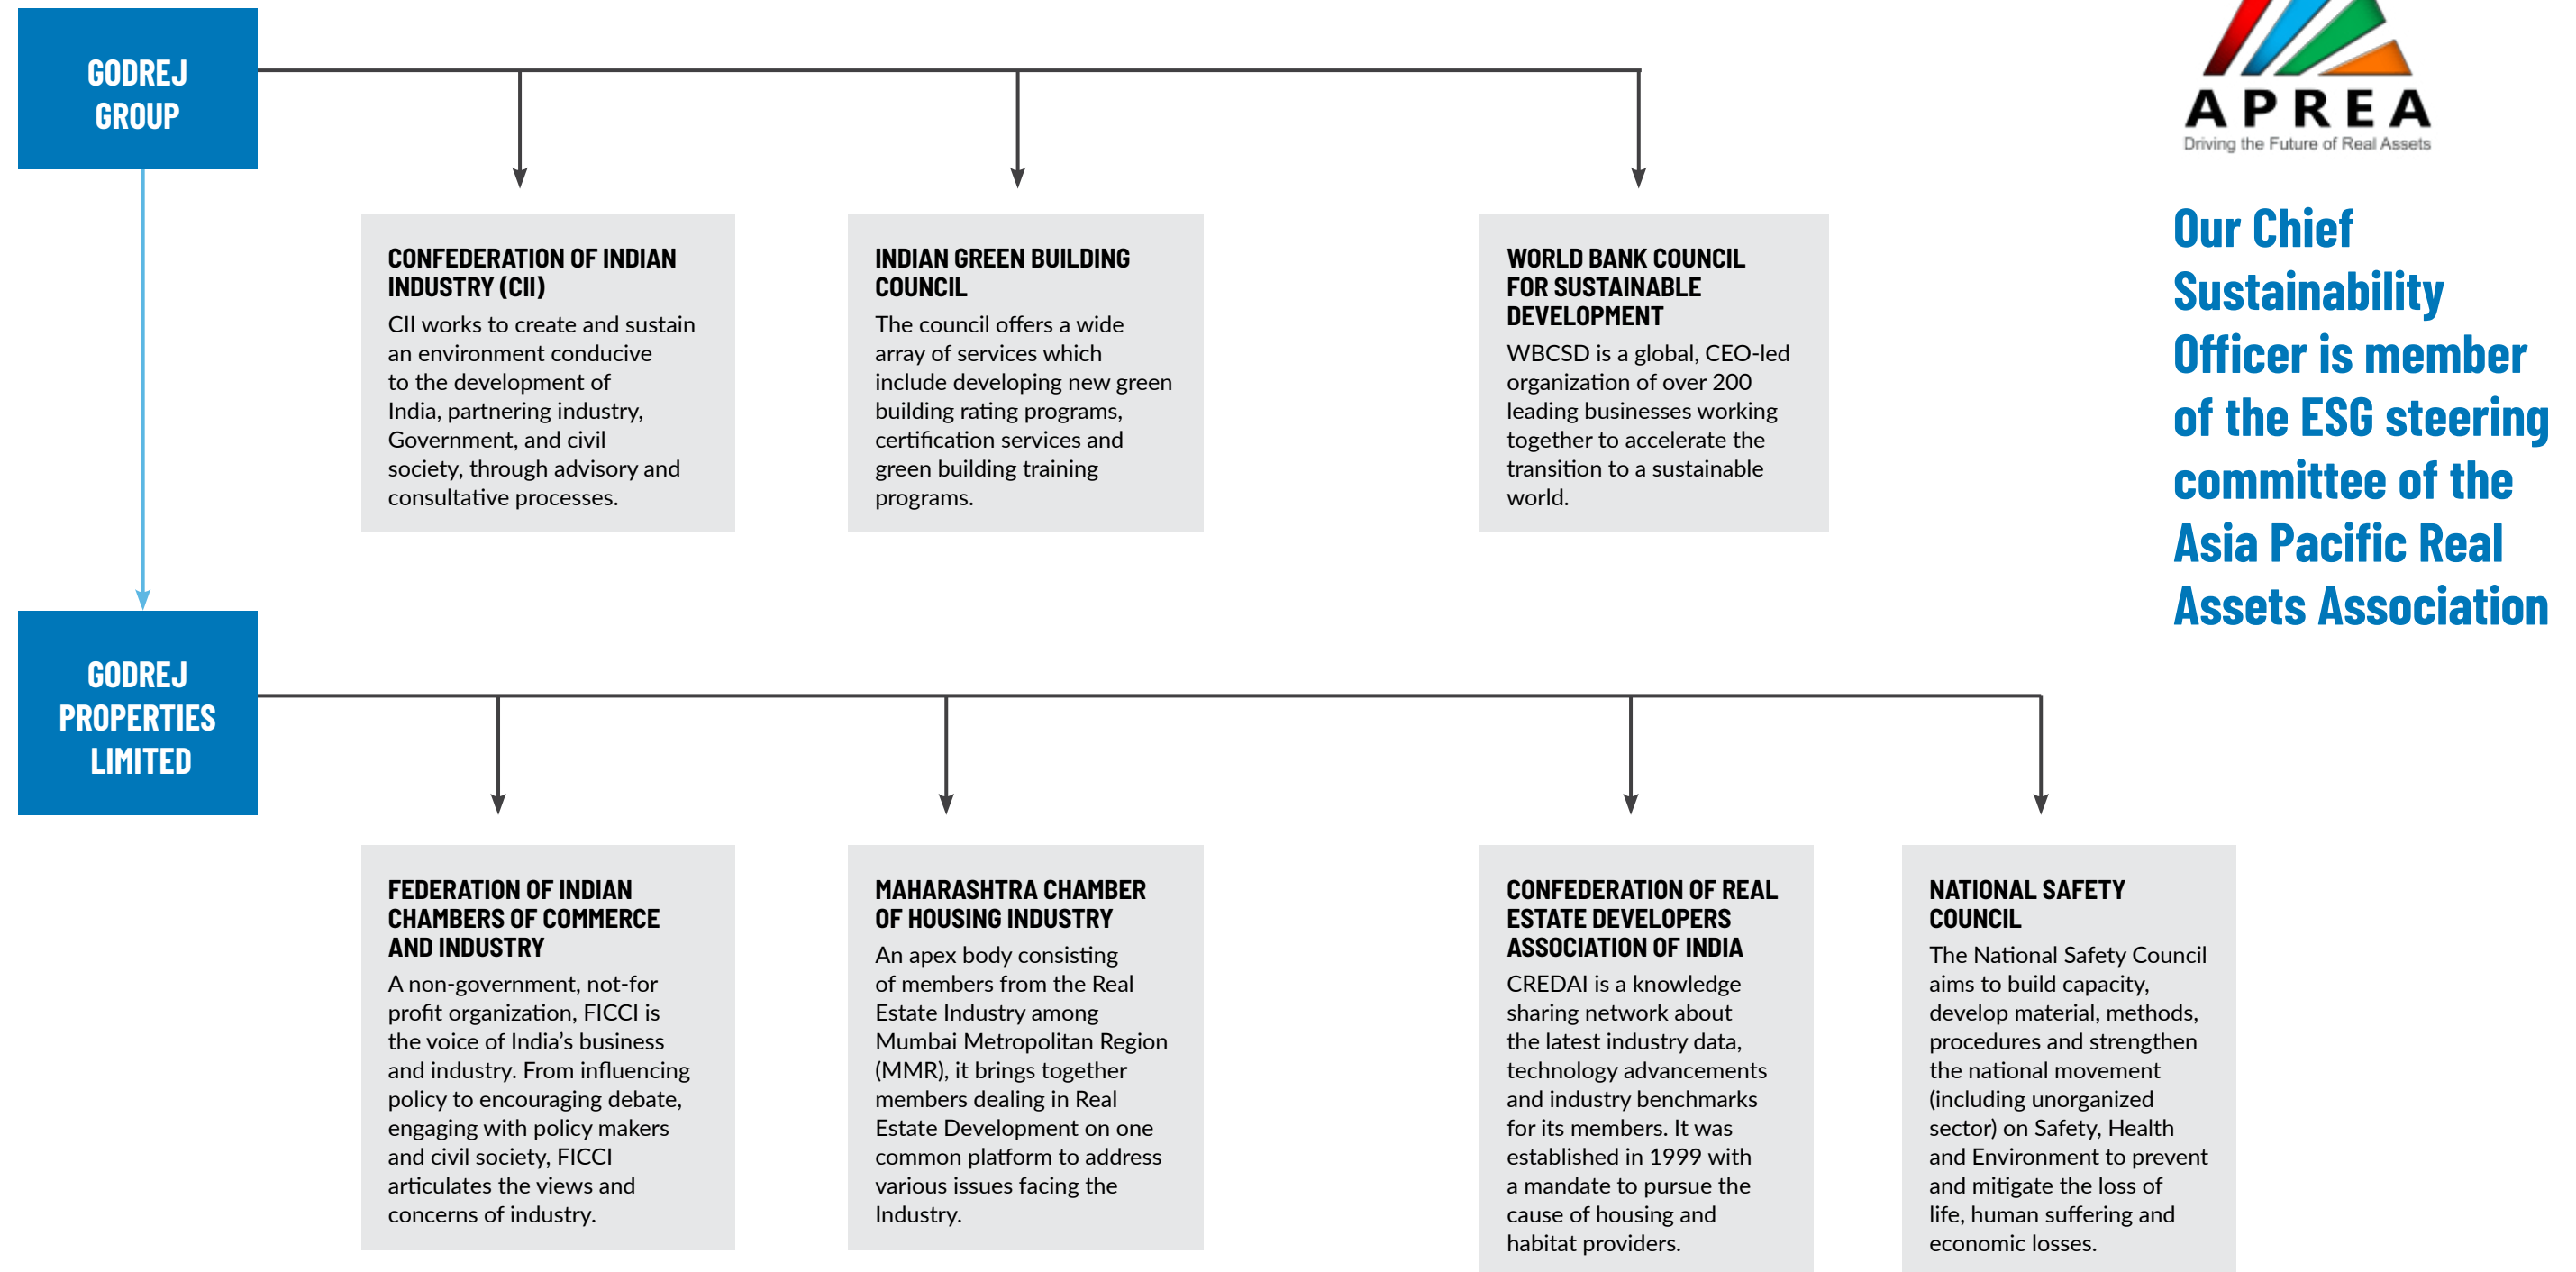 GODREJ
GROUP
CONFEDERATION OF INDIAN
INDUSTRY (CII)
CII works to create and sustain
an environment conducive
to the development of
India, partnering industry,
Government, and civil
society, through advisory and
consultative processes.
INDIAN GREEN BUILDING
COUNCIL
The council offers a wide
array of services which
include developing new green
building rating programs,
certification services and
green building training
programs.
WORLD BANK COUNCIL
FOR SUSTAINABLE
DEVELOPMENT
WBCSD is a global, CEO-led
organization of over 200
leading businesses working
together to accelerate the
transition to a sustainable
world.
APREA
Driving the Future of Real Assets
Our Chief
Sustainability
Officer is member
of the ESG steering
committee of the
Asia Pacific Real
Assets Association
GODREJ
PROPERTIES
LIMITED
FEDERATION OF INDIAN
CHAMBERS OF COMMERCE
AND INDUSTRY
A non-government, not-for
profit organization, FICCI is
the voice of India’s business
and industry. From influencing
policy to encouraging debate,
engaging with policy makers
and civil society, FICCI
articulates the views and
concerns of industry.
MAHARASHTRA CHAMBER
OF HOUSING INDUSTRY
An apex body consisting
of members from the Real
Estate Industry among
Mumbai Metropolitan Region
(MMR), it brings together
members dealing in Real
Estate Development on one
common platform to address
various issues facing the
Industry.
CONFEDERATION OF REAL
ESTATE DEVELOPERS
ASSOCIATION OF INDIA
CREDAI is a knowledge
sharing network about
the latest industry data,
technology advancements
and industry benchmarks
for its members. It was
established in 1999 with
a mandate to pursue the
cause of housing and
habitat providers.
NATIONAL SAFETY
COUNCIL
The National Safety Council
aims to build capacity,
develop material, methods,
procedures and strengthen
the national movement
(including unorganized
sector) on Safety, Health
and Environment to prevent
and mitigate the loss of
life, human suffering and
economic losses.